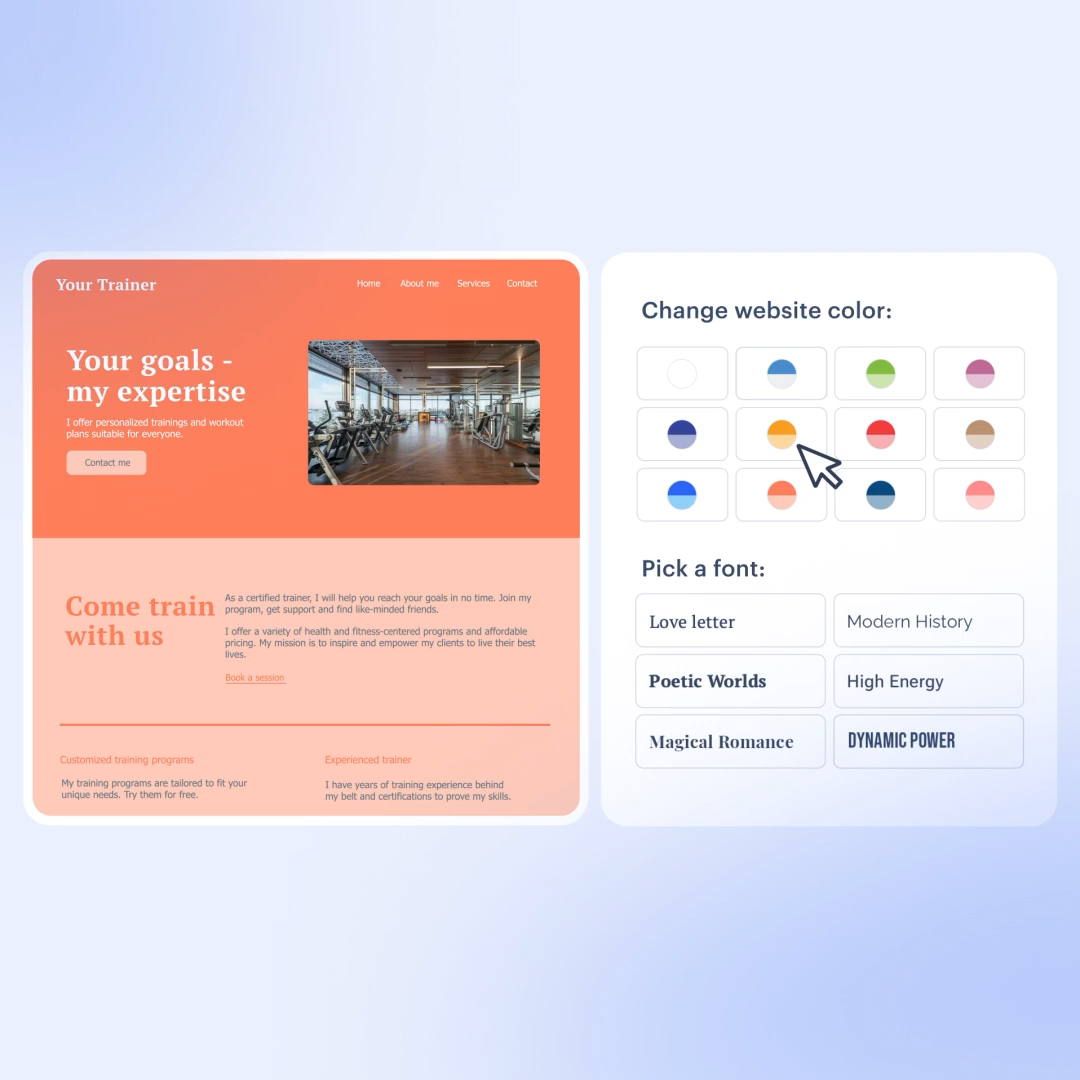 Your Trainer
Home About me Services Contact
Your goals -
my expertise
I offer personalized trainings and workout
plans suitable for everyone.
Contact me
Come train
with us
As a certified trainer, I will help you reach your goals in no time. Join my
program, get support and find like-minded friends.
I offer a variety of health and fitness-centered programs and affordable
pricing. My mission is to inspire and empower my clients to live their best
lives.
Book a session
Customized training programs
My training programs are tailored to fit your
unique needs. Try them for free.
Experienced trainer
I have years of training experience behind
my belt and certifications to prove my skills.
Change website color:
Pick a font:
Love letter
Modern History
Poetic Worlds
High Energy
Magical Romance
DYNAMIC POWER